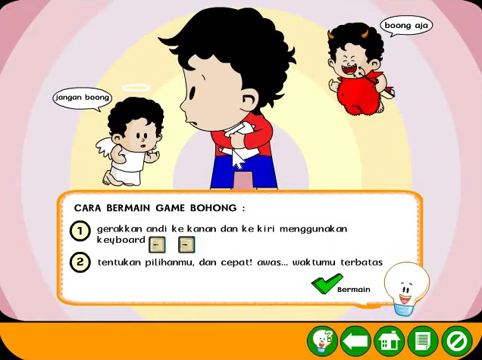 boong aja
jangan boong
CARA BERMAIN GAME BOHONG :
1 gerakkan andi ke kanan dan ke kiri menggunakan
keyboard ← →
2 tentukan pilihanmu, dan cepat! awas... waktumu terbatas
Bermain